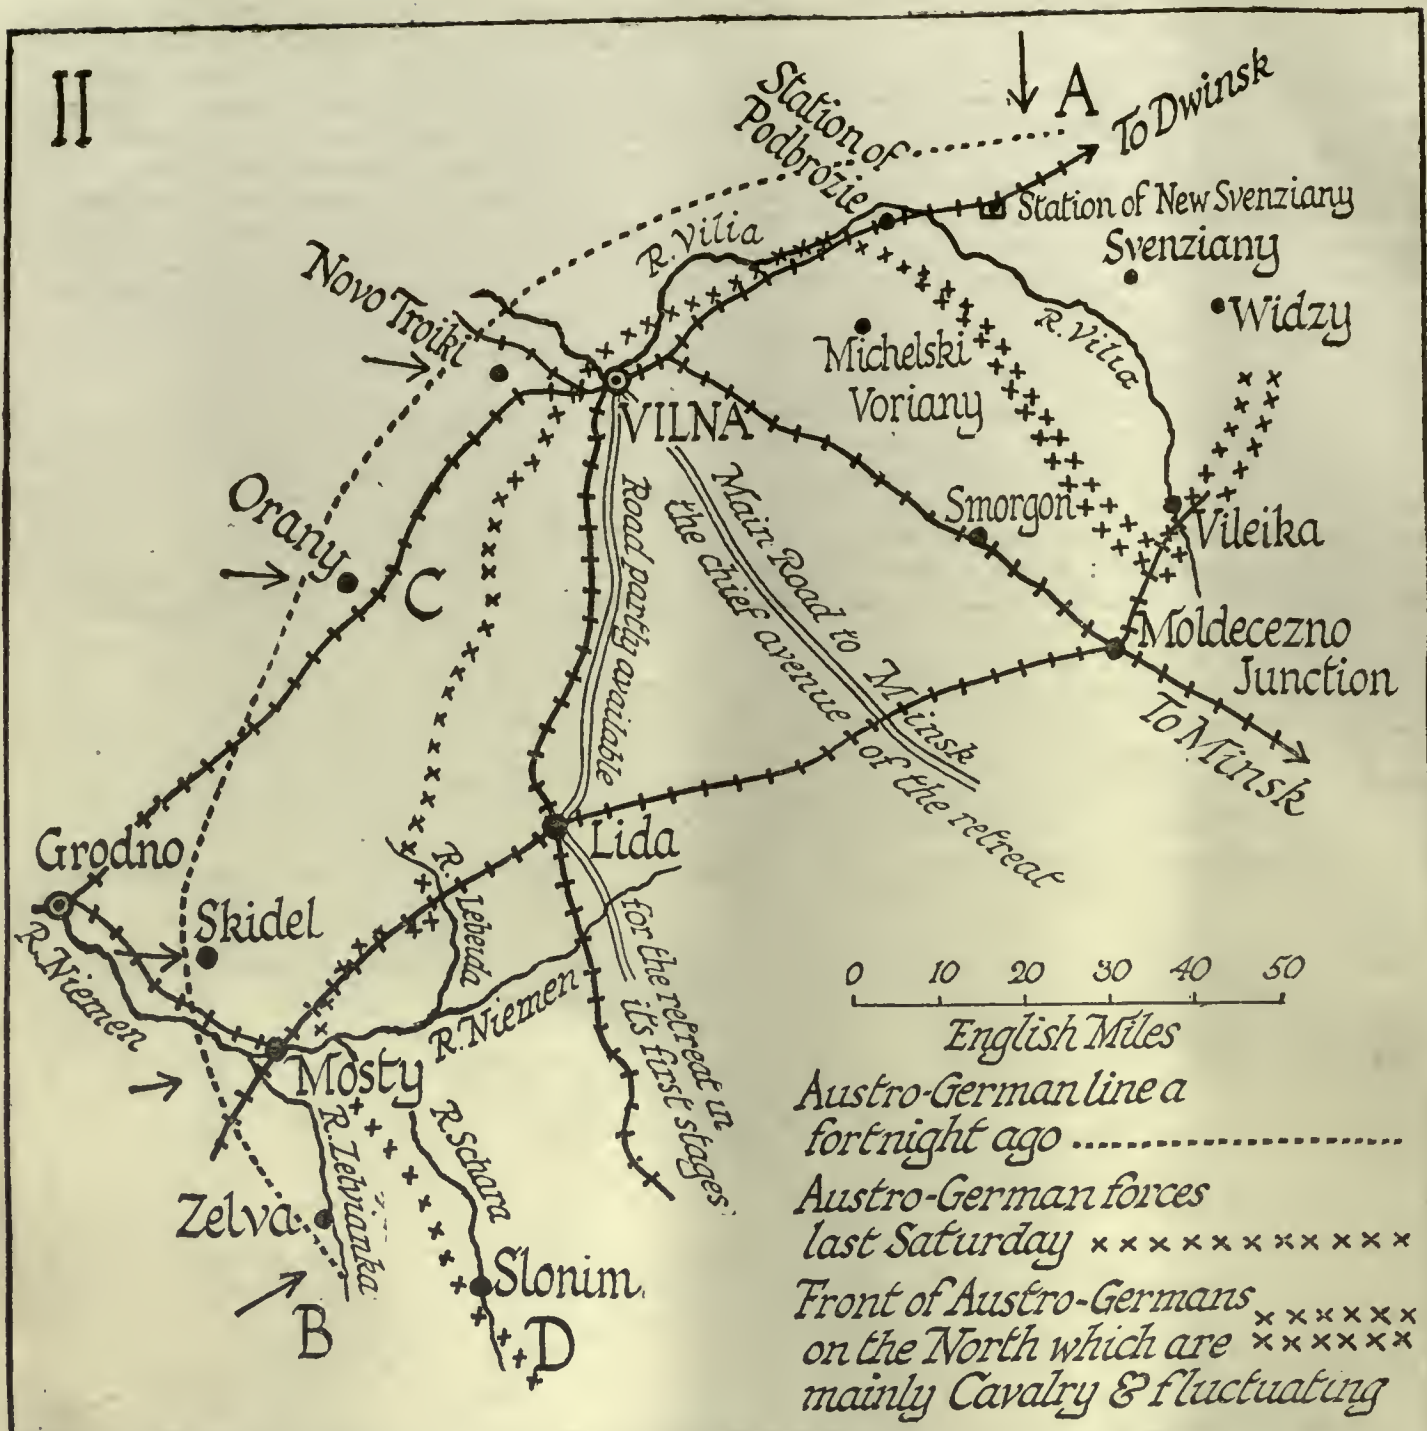 II
A
To Dwinsk
Station of
Podbrozie
Station of New Svenziany
Svenziany
Widzy
R. Vilia
R. Vilia
Novo Troiki
Michelski
Voriany
VILNA
Orany
C
Smorgon
Vileika
Road partly available
for the retreat in
its first stages
Main Road to Minsk
the chief avenue of the retreat
Moldecezno
Junction
To Minsk
Grodno
Lida
R. Lebeida
Skidel
R. Niemen
R. Niemen
Mosty
R. Zelvianka
R. Schara
Zelva
Slonim
B
D
0 10 20 30 40 50
English Miles
Austro-German line a
fortnight ago
Austro-German forces
last Saturday
Front of Austro-Germans
on the North which are
mainly Cavalry & fluctuating